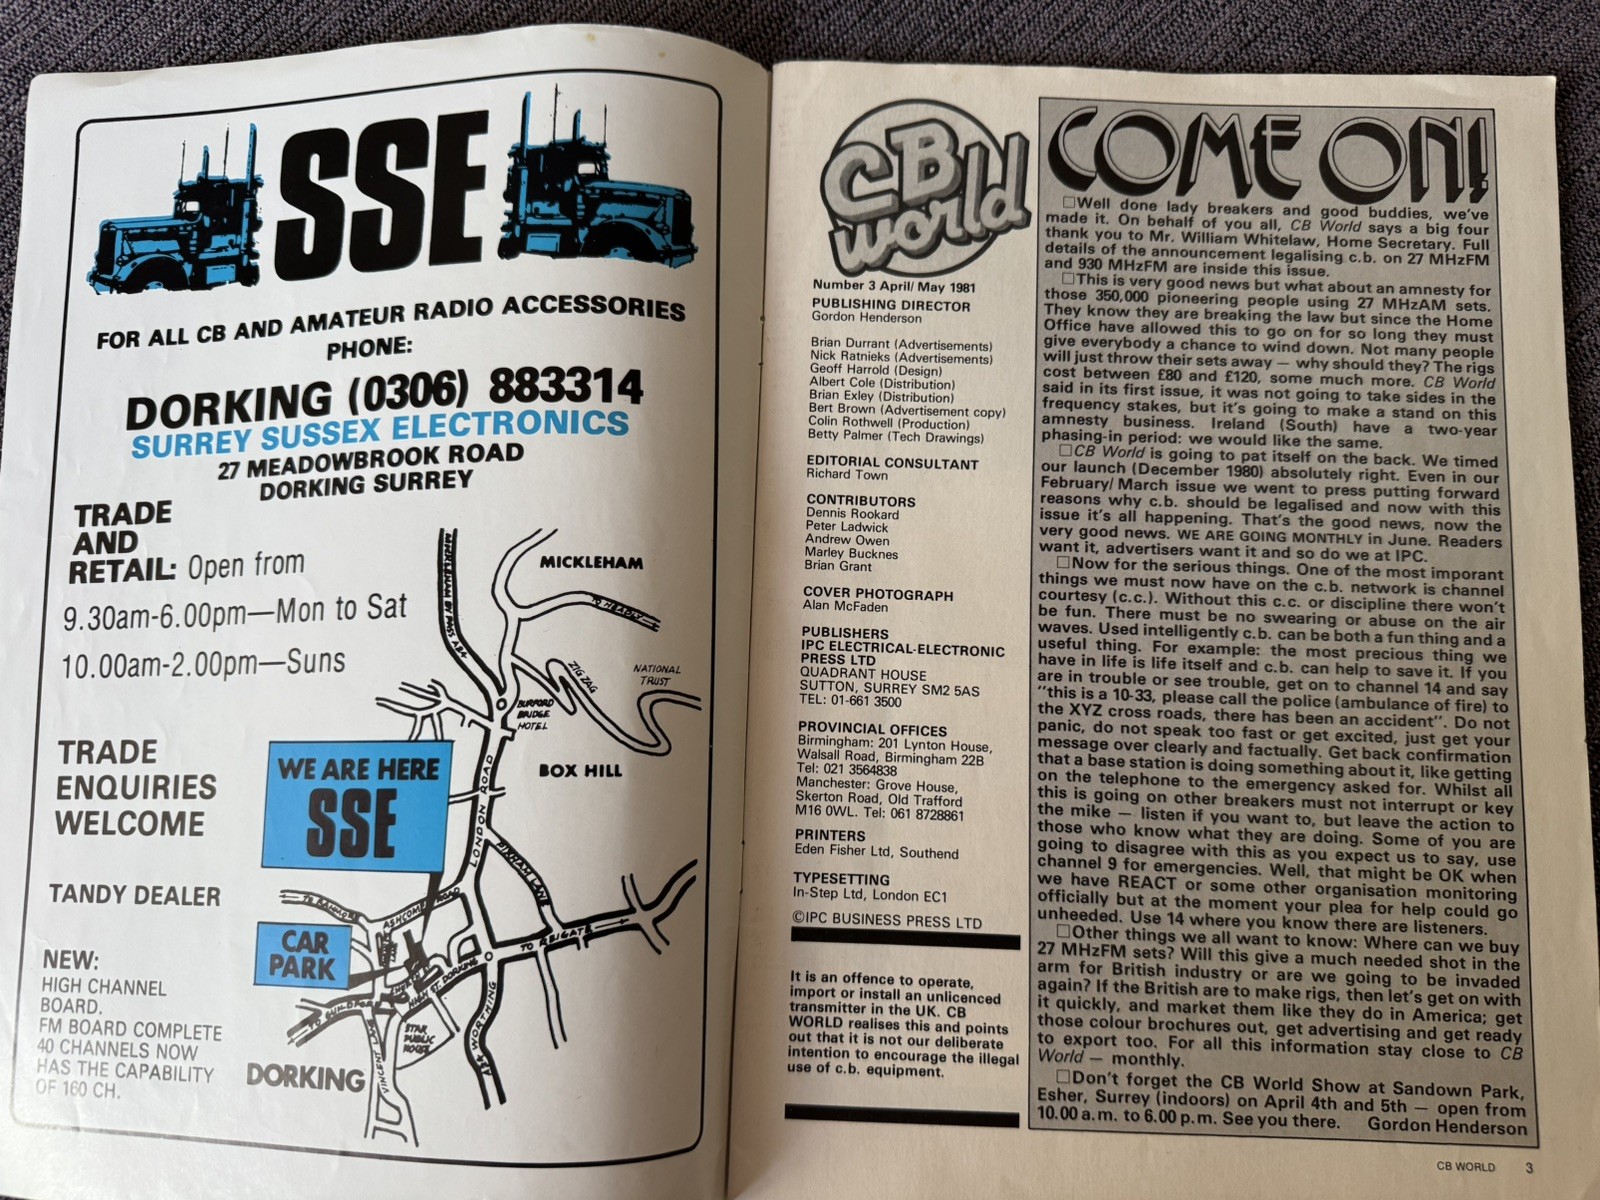 SSE
FOR ALL CB AND AMATEUR RADIO ACCESSORIES
PHONE:
DORKING (0306) 883314
SURREY SUSSEX ELECTRONICS
27 MEADOWBROOK ROAD
DORKING SURREY
TRADE
AND
RETAIL: Open from
9.30am-6.00pm—Mon to Sat
10.00am-2.00pm—Suns
TRADE
ENQUIRIES
WELCOME
TANDY DEALER
NEW:
HIGH CHANNEL
BOARD.
FM BOARD COMPLETE
40 CHANNELS NOW
HAS THE CAPABILITY
OF 160 CH.
MICKLEHAM
ZIG ZAG
NATIONAL
TRUST
BURFORD
BRIDGE
HOTEL
BOX HILL
WE ARE HERE
SSE
LONDON ROAD
PIXHAM LANE
ASHCOMBE ROAD
CAR
PARK
TO REIGATE
HIGH ST. DORKING
TO GUILDFORD
STAR
PUBLIC
HOUSE
VINCENT LANE
A24 WORTHING
DORKING
CB
World
Number 3 April/May 1981
PUBLISHING DIRECTOR
Gordon Henderson
Brian Durrant (Advertisements)
Nick Ratnieks (Advertisements)
Geoff Harrold (Design)
Albert Cole (Distribution)
Brian Exley (Distribution)
Bert Brown (Advertisement copy)
Colin Rothwell (Production)
Betty Palmer (Tech Drawings)
EDITORIAL CONSULTANT
Richard Town
CONTRIBUTORS
Dennis Rookard
Peter Ladwick
Andrew Owen
Marley Bucknes
Brian Grant
COVER PHOTOGRAPH
Alan McFaden
PUBLISHERS
IPC ELECTRICAL-ELECTRONIC
PRESS LTD
QUADRANT HOUSE
SUTTON, SURREY SM2 5AS
TEL: 01-661 3500
PROVINCIAL OFFICES
Birmingham: 201 Lynton House,
Walsall Road, Birmingham 22B
Tel: 021 3564838
Manchester: Grove House,
Skerton Road, Old Trafford
M16 0WL. Tel: 061 8728861
PRINTERS
Eden Fisher Ltd, Southend
TYPESETTING
In-Step Ltd, London EC1
©IPC BUSINESS PRESS LTD
It is an offence to operate,
import or install an unlicenced
transmitter in the UK. CB
WORLD realises this and points
out that it is not our deliberate
intention to encourage the illegal
use of c.b. equipment.
COME ON!
□Well done lady breakers and good buddies, we've
made it. On behalf of you all, CB World says a big four
thank you to Mr. William Whitelaw, Home Secretary. Full
details of the announcement legalising c.b. on 27 MHzFM
and 930 MHzFM are inside this issue.
□This is very good news but what about an amnesty for
those 350,000 pioneering people using 27 MHzAM sets.
They know they are breaking the law but since the Home
Office have allowed this to go on for so long they must
give everybody a chance to wind down. Not many people
will just throw their sets away — why should they? The rigs
cost between £80 and £120, some much more. CB World
said in its first issue, it was not going to take sides in the
frequency stakes, but it's going to make a stand on this
amnesty business. Ireland (South) have a two-year
phasing-in period: we would like the same.
□CB World is going to pat itself on the back. We timed
our launch (December 1980) absolutely right. Even in our
February/March issue we went to press putting forward
reasons why c.b. should be legalised and now with this
issue it's all happening. That's the good news, now the
very good news. WE ARE GOING MONTHLY in June. Readers
want it, advertisers want it and so do we at IPC.
□Now for the serious things. One of the most imporant
things we must now have on the c.b. network is channel
courtesy (c.c.). Without this c.c. or discipline there won't
be fun. There must be no swearing or abuse on the air
waves. Used intelligently c.b. can be both a fun thing and a
useful thing. For example: the most precious thing we
have in life is life itself and c.b. can help to save it. If you
are in trouble or see trouble, get on to channel 14 and say
"this is a 10-33, please call the police (ambulance of fire) to
the XYZ cross roads, there has been an accident". Do not
panic, do not speak too fast or get excited, just get your
message over clearly and factually. Get back confirmation
that a base station is doing something about it, like getting
on the telephone to the emergency asked for. Whilst all
this is going on other breakers must not interrupt or key
the mike — listen if you want to, but leave the action to
those who know what they are doing. Some of you are
going to disagree with this as you expect us to say, use
channel 9 for emergencies. Well, that might be OK when
we have REACT or some other organisation monitoring
officially but at the moment your plea for help could go
unheeded. Use 14 where you know there are listeners.
□Other things we all want to know: Where can we buy
27 MHzFM sets? Will this give a much needed shot in the
arm for British industry or are we going to be invaded
again? If the British are to make rigs, then let's get on with
it quickly, and market them like they do in America; get
those colour brochures out, get advertising and get ready
to export too. For all this information stay close to CB
World — monthly.
□Don't forget the CB World Show at Sandown Park,
Esher, Surrey (indoors) on April 4th and 5th — open from
10.00 a.m. to 6.00 p.m. See you there. Gordon Henderson
CB WORLD 3